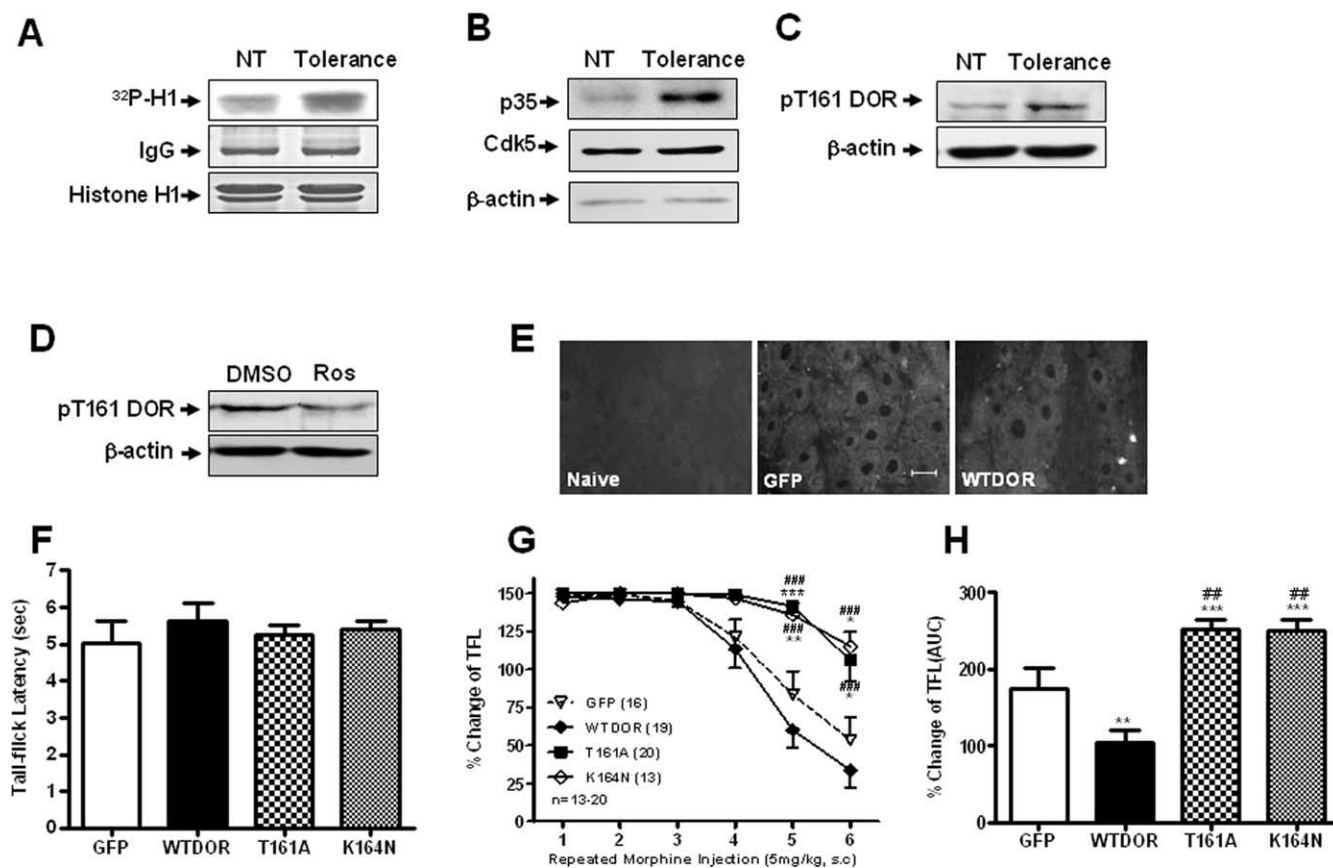 A
NT Tolerance
³²P-H1
IgG
Histone H1
B
NT Tolerance
p35
Cdk5
β-actin
C
NT Tolerance
pT161 DOR
β-actin
D
DMSO Ros
pT161 DOR
β-actin
E
Naive
GFP
WTDOR
F
Tail-flick Latency (sec)
7
6
5
4
3
2
1
0
GFP WTDOR T161A K164N
G
% Change of TFL
150
125
100
75
50
25
###
***
###
**
###
*
###
*
GFP (16)
WTDOR (19)
T161A (20)
K164N (13)
n= 13-20
1 2 3 4 5 6
Repeated Morphine Injection (5mg/kg, s.c)
H
% Change of TFL(AUC)
300
200
100
0
**
##
***
##
***
GFP WTDOR T161A K164N